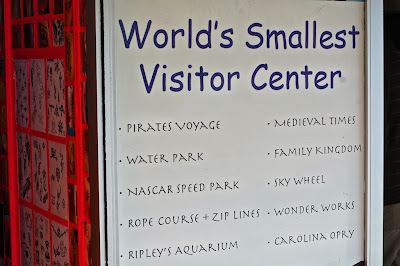 World's Smallest
Visitor Center
• Pirates Voyage
• Water Park
• NASCAR Speed Park
• Rope Course + Zip Lines
• Ripley's Aquarium
• Medieval Times
• Family Kingdom
• Sky Wheel
• Wonder Works
• Carolina Opry